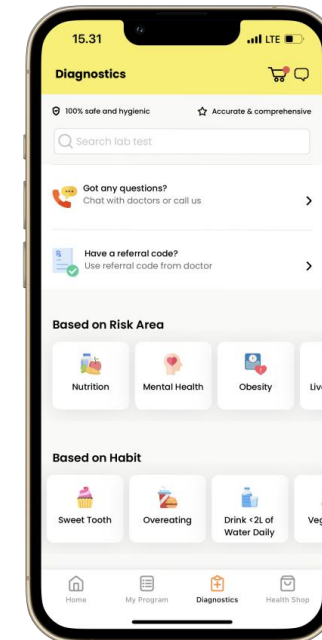 15.31
LTE
Diagnostics
100% safe and hygienic
Accurate & comprehensive
Search lab test
Got any questions?
Chat with doctors or call us
Have a referral code?
Use referral code from doctor
Based on Risk Area
Nutrition
Mental Health
Obesity
Liv
Based on Habit
Sweet Tooth
Overeating
Drink <2L of
Water Daily
Veg
Home
My Program
Diagnostics
Health Shop